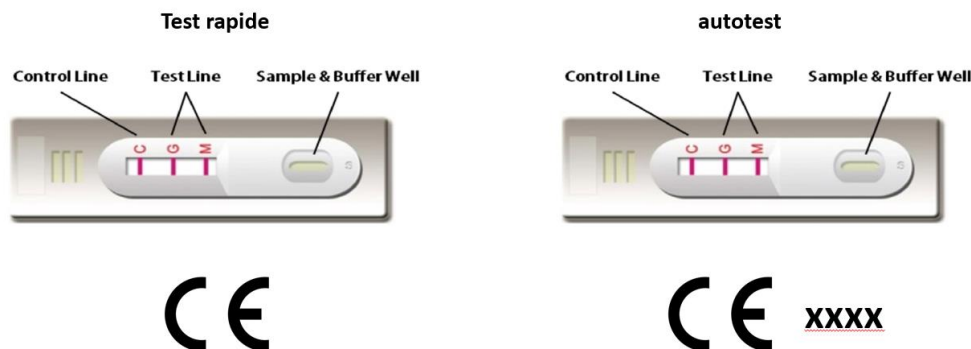 Test rapide
autotest
Control Line Test Line Sample & Buffer Well
Control Line Test Line Sample & Buffer Well
C G M
S
C G M
S
CE
CE xxxx